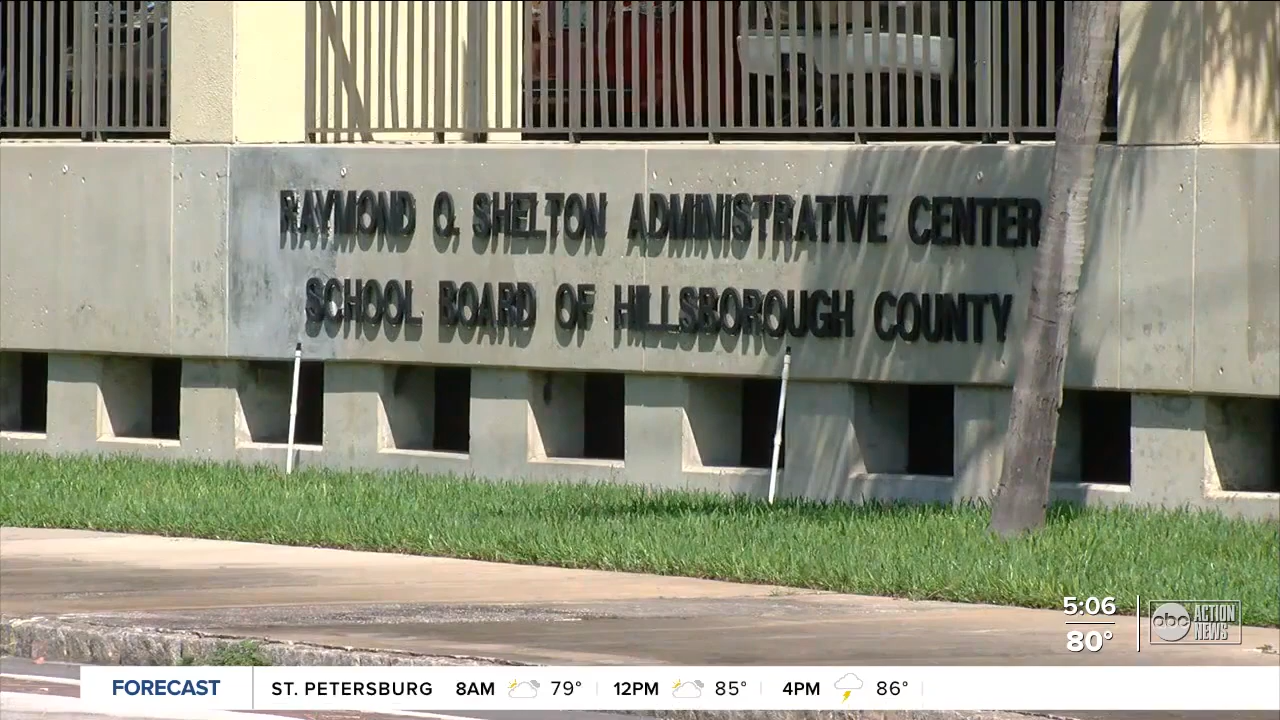 RAYMOND O. SHELTON ADMINISTRATIVE CENTER
SCHOOL BOARD OF HILLSBOROUGH COUNTY
5:06
80°
abc ACTION NEWS
FORECAST ST. PETERSBURG 8AM 79° 12PM 85° 4PM 86°